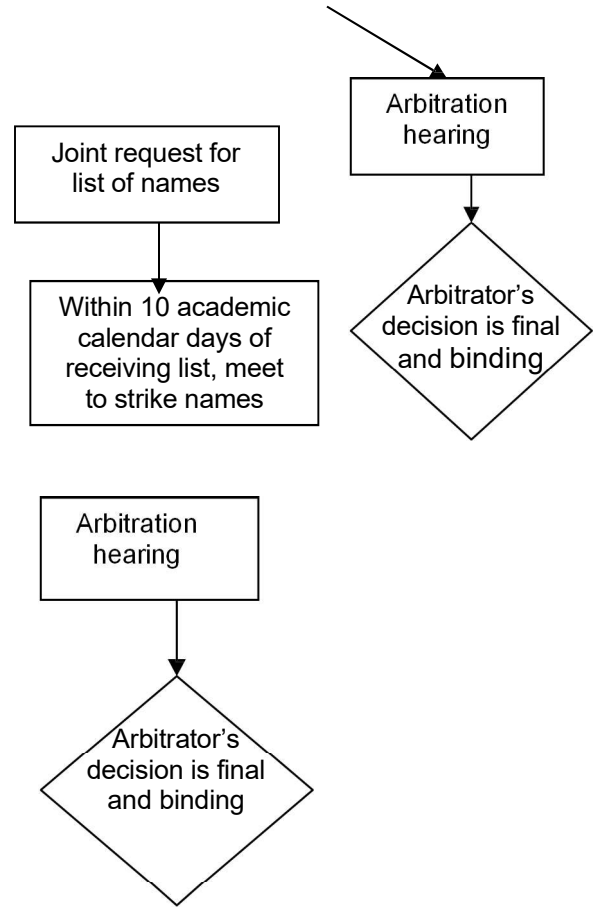 Arbitration
hearing
Joint request for
list of names
Within 10 academic
calendar days of
receiving list, meet
to strike names
Arbitrator’s
decision is final
and binding
Arbitration
hearing
Arbitrator’s
decision is final
and binding